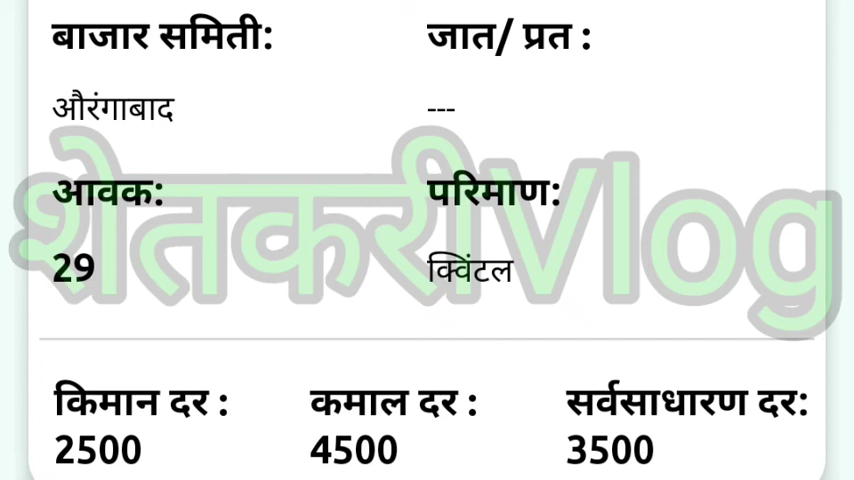 बाजार समिती: जात/ प्रत :
औरंगाबाद ---
शेतकरीVlog
आवक: परिमाण:
29 क्विंटल
किमान दर : कमाल दर : सर्वसाधारण दर:
2500 4500 3500